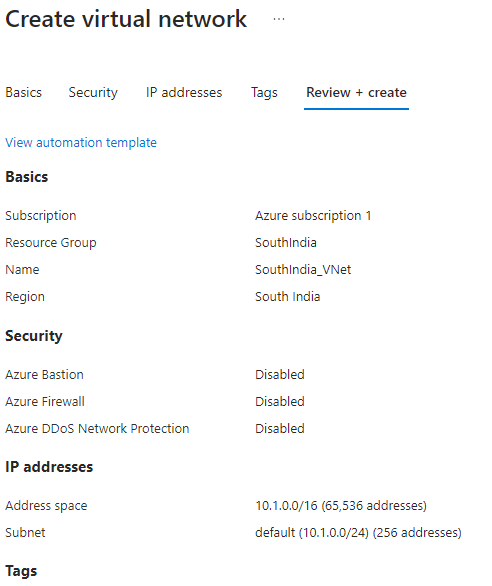 Create virtual network ...
Basics Security IP addresses Tags Review + create
View automation template
Basics
Subscription Azure subscription 1
Resource Group SouthIndia
Name SouthIndia_VNet
Region South India
Security
Azure Bastion Disabled
Azure Firewall Disabled
Azure DDoS Network Protection Disabled
IP addresses
Address space 10.1.0.0/16 (65,536 addresses)
Subnet default (10.1.0.0/24) (256 addresses)
Tags